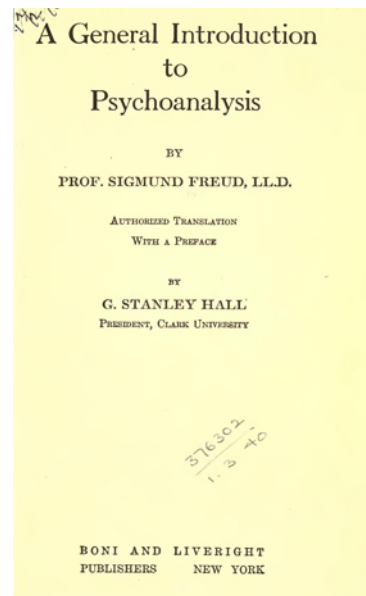 A General Introduction
to
Psychoanalysis
BY
PROF. SIGMUND FREUD, LL.D.
AUTHORIZED TRANSLATION
WITH A PREFACE
BY
G. STANLEY HALL
PRESIDENT, CLARK UNIVERSITY
376302
1. 3 40
BONI AND LIVERIGHT
PUBLISHERS NEW YORK